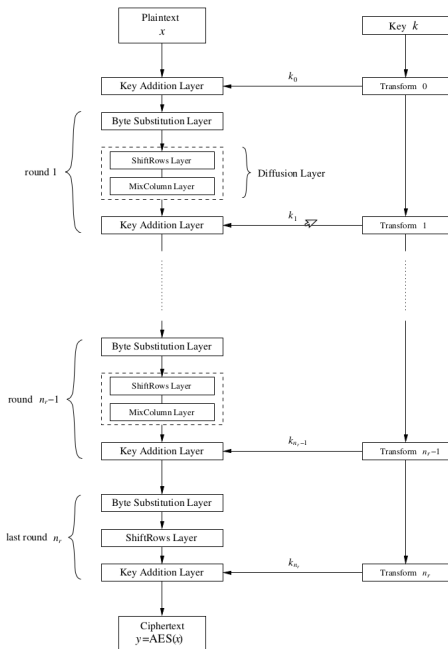 Plaintext
x
Key k
Key Addition Layer
k₀
Transform 0
Byte Substitution Layer
round 1
ShiftRows Layer
MixColumn Layer
Diffusion Layer
Key Addition Layer
k₁
Transform 1
Byte Substitution Layer
round nᵣ−1
ShiftRows Layer
MixColumn Layer
Key Addition Layer
kₙᵣ₋₁
Transform nᵣ−1
Byte Substitution Layer
last round nᵣ
ShiftRows Layer
Key Addition Layer
kₙᵣ
Transform nᵣ
Ciphertext
y=AES(x)